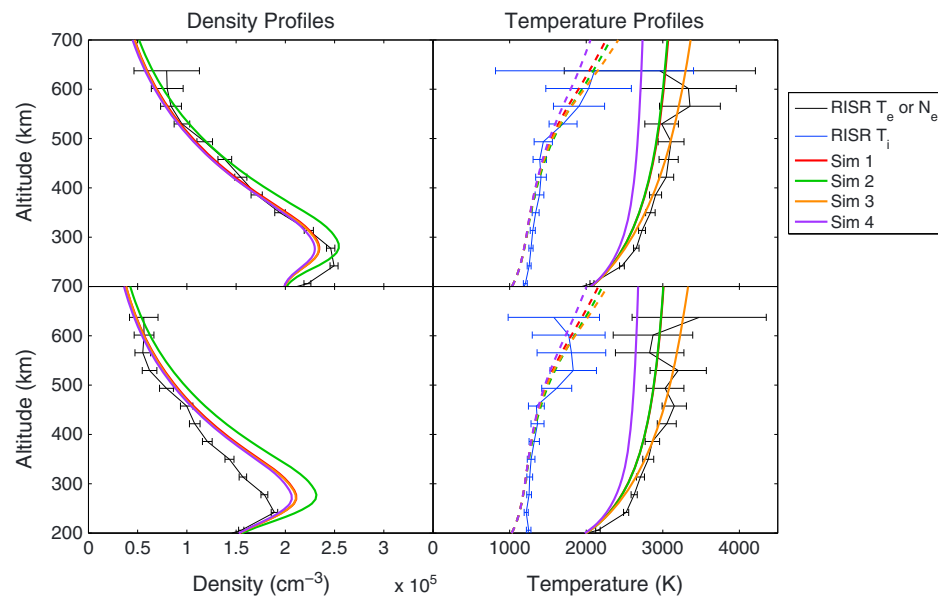 Density Profiles
Temperature Profiles
700
600
500
400
300
700
600
500
400
300
200
Altitude (km)
Altitude (km)
0 0.5 1 1.5 2 2.5 3
0 1000 2000 3000 4000
Density (cm⁻³)
x 10⁵
Temperature (K)
RISR Tₑ or Nₑ
RISR Tᵢ
Sim 1
Sim 2
Sim 3
Sim 4